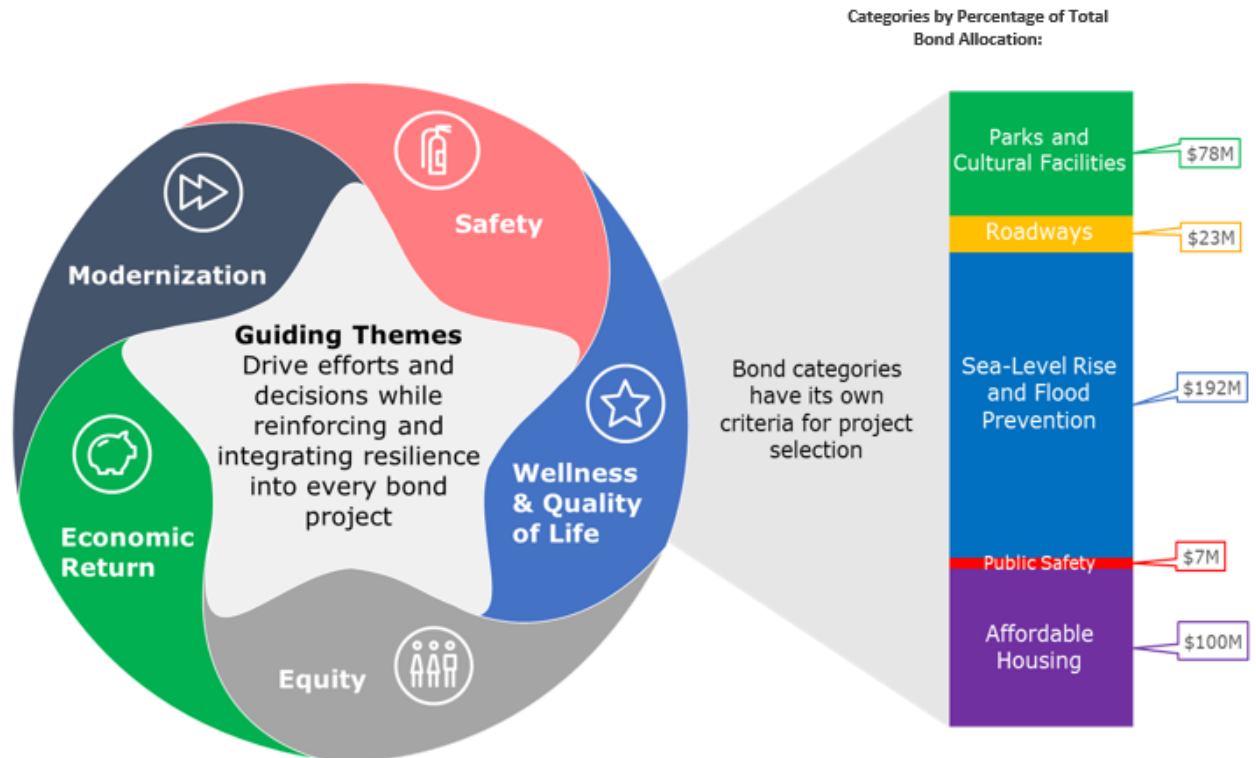 Categories by Percentage of Total
Bond Allocation:
Safety
Modernization
Guiding Themes
Drive efforts and
decisions while
reinforcing and
integrating resilience
into every bond
project
Wellness
& Quality
of Life
Economic
Return
Equity
Bond categories
have its own
criteria for project
selection
Parks and
Cultural Facilities
$78M
Roadways
$23M
Sea-Level Rise
and Flood
Prevention
$192M
Public Safety
$7M
Affordable
Housing
$100M